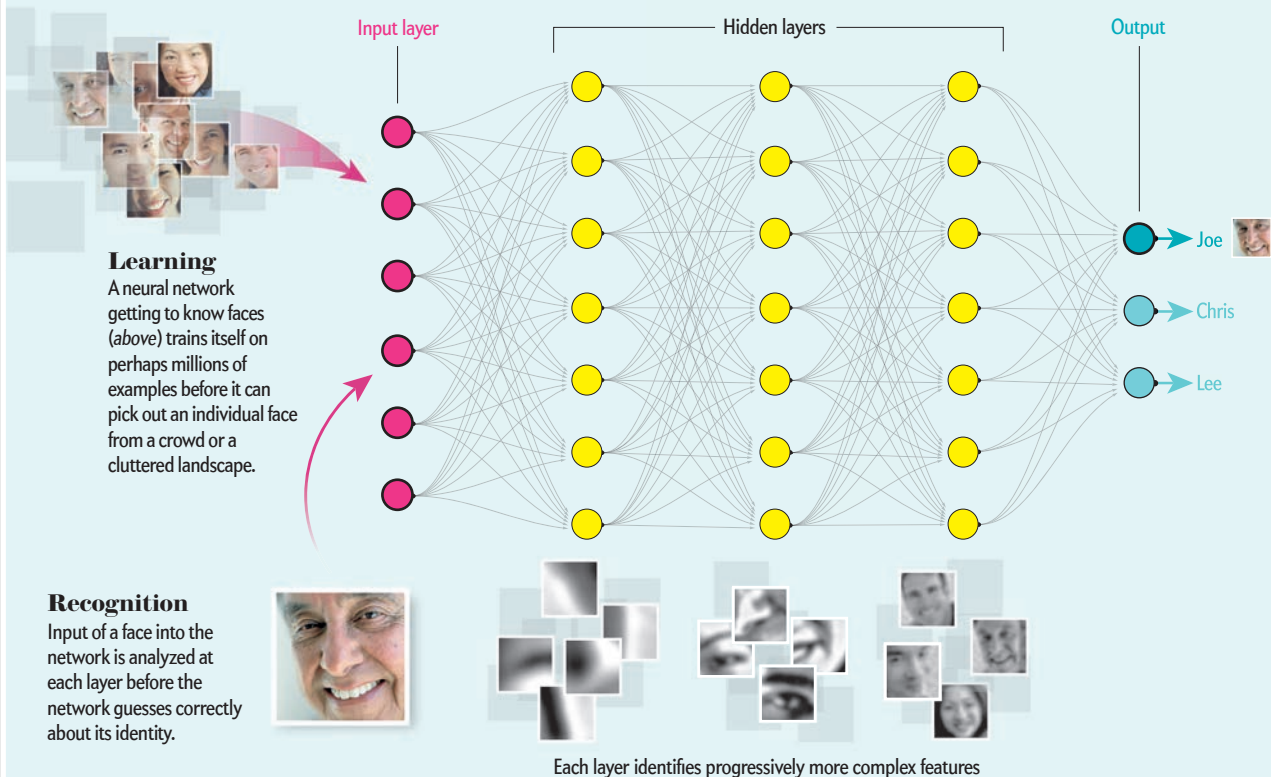 Input layer
Hidden layers
Output
Learning
A neural network
getting to know faces
(above) trains itself on
perhaps millions of
examples before it can
pick out an individual face
from a crowd or a
cluttered landscape.
Joe
Chris
Lee
Recognition
Input of a face into the
network is analyzed at
each layer before the
network guesses correctly
about its identity.
Each layer identifies progressively more complex features